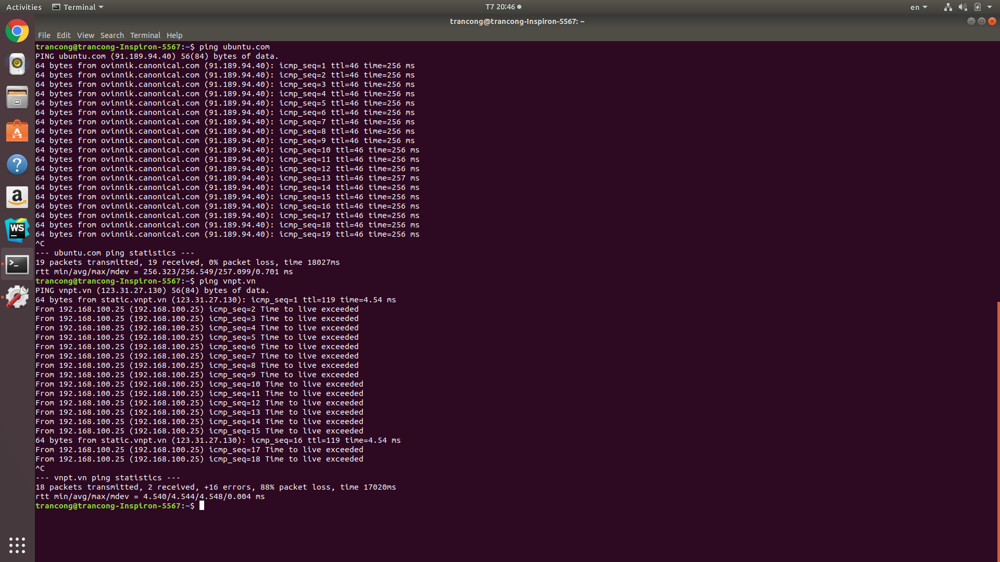 Activities Terminal T7 20:46 en
trancong@trancong-Inspiron-5567: ~
File Edit View Search Terminal Help
trancong@trancong-Inspiron-5567:~$ ping ubuntu.com
PING ubuntu.com (91.189.94.40) 56(84) bytes of data.
64 bytes from ovinnik.canonical.com (91.189.94.40): icmp_seq=1 ttl=46 time=256 ms
64 bytes from ovinnik.canonical.com (91.189.94.40): icmp_seq=2 ttl=46 time=256 ms
64 bytes from ovinnik.canonical.com (91.189.94.40): icmp_seq=3 ttl=46 time=256 ms
64 bytes from ovinnik.canonical.com (91.189.94.40): icmp_seq=4 ttl=46 time=256 ms
64 bytes from ovinnik.canonical.com (91.189.94.40): icmp_seq=5 ttl=46 time=256 ms
64 bytes from ovinnik.canonical.com (91.189.94.40): icmp_seq=6 ttl=46 time=256 ms
64 bytes from ovinnik.canonical.com (91.189.94.40): icmp_seq=7 ttl=46 time=256 ms
64 bytes from ovinnik.canonical.com (91.189.94.40): icmp_seq=8 ttl=46 time=256 ms
64 bytes from ovinnik.canonical.com (91.189.94.40): icmp_seq=9 ttl=46 time=256 ms
64 bytes from ovinnik.canonical.com (91.189.94.40): icmp_seq=10 ttl=46 time=256 ms
64 bytes from ovinnik.canonical.com (91.189.94.40): icmp_seq=11 ttl=46 time=256 ms
64 bytes from ovinnik.canonical.com (91.189.94.40): icmp_seq=12 ttl=46 time=256 ms
64 bytes from ovinnik.canonical.com (91.189.94.40): icmp_seq=13 ttl=46 time=257 ms
64 bytes from ovinnik.canonical.com (91.189.94.40): icmp_seq=14 ttl=46 time=256 ms
64 bytes from ovinnik.canonical.com (91.189.94.40): icmp_seq=15 ttl=46 time=256 ms
64 bytes from ovinnik.canonical.com (91.189.94.40): icmp_seq=16 ttl=46 time=256 ms
64 bytes from ovinnik.canonical.com (91.189.94.40): icmp_seq=17 ttl=46 time=256 ms
64 bytes from ovinnik.canonical.com (91.189.94.40): icmp_seq=18 ttl=46 time=256 ms
64 bytes from ovinnik.canonical.com (91.189.94.40): icmp_seq=19 ttl=46 time=256 ms
^C
--- ubuntu.com ping statistics ---
19 packets transmitted, 19 received, 0% packet loss, time 18027ms
rtt min/avg/max/mdev = 256.323/256.549/257.099/0.701 ms
trancong@trancong-Inspiron-5567:~$ ping vnpt.vn
PING vnpt.vn (123.31.27.130) 56(84) bytes of data.
64 bytes from static.vnpt.vn (123.31.27.130): icmp_seq=1 ttl=119 time=4.54 ms
From 192.168.100.25 (192.168.100.25) icmp_seq=2 Time to live exceeded
From 192.168.100.25 (192.168.100.25) icmp_seq=3 Time to live exceeded
From 192.168.100.25 (192.168.100.25) icmp_seq=4 Time to live exceeded
From 192.168.100.25 (192.168.100.25) icmp_seq=5 Time to live exceeded
From 192.168.100.25 (192.168.100.25) icmp_seq=6 Time to live exceeded
From 192.168.100.25 (192.168.100.25) icmp_seq=7 Time to live exceeded
From 192.168.100.25 (192.168.100.25) icmp_seq=8 Time to live exceeded
From 192.168.100.25 (192.168.100.25) icmp_seq=9 Time to live exceeded
From 192.168.100.25 (192.168.100.25) icmp_seq=10 Time to live exceeded
From 192.168.100.25 (192.168.100.25) icmp_seq=11 Time to live exceeded
From 192.168.100.25 (192.168.100.25) icmp_seq=12 Time to live exceeded
From 192.168.100.25 (192.168.100.25) icmp_seq=13 Time to live exceeded
From 192.168.100.25 (192.168.100.25) icmp_seq=14 Time to live exceeded
From 192.168.100.25 (192.168.100.25) icmp_seq=15 Time to live exceeded
64 bytes from static.vnpt.vn (123.31.27.130): icmp_seq=16 ttl=119 time=4.54 ms
From 192.168.100.25 (192.168.100.25) icmp_seq=17 Time to live exceeded
From 192.168.100.25 (192.168.100.25) icmp_seq=18 Time to live exceeded
^C
--- vnpt.vn ping statistics ---
18 packets transmitted, 2 received, +16 errors, 88% packet loss, time 17020ms
rtt min/avg/max/mdev = 4.540/4.544/4.548/0.004 ms
trancong@trancong-Inspiron-5567:~$
A
?
a
WS
>_